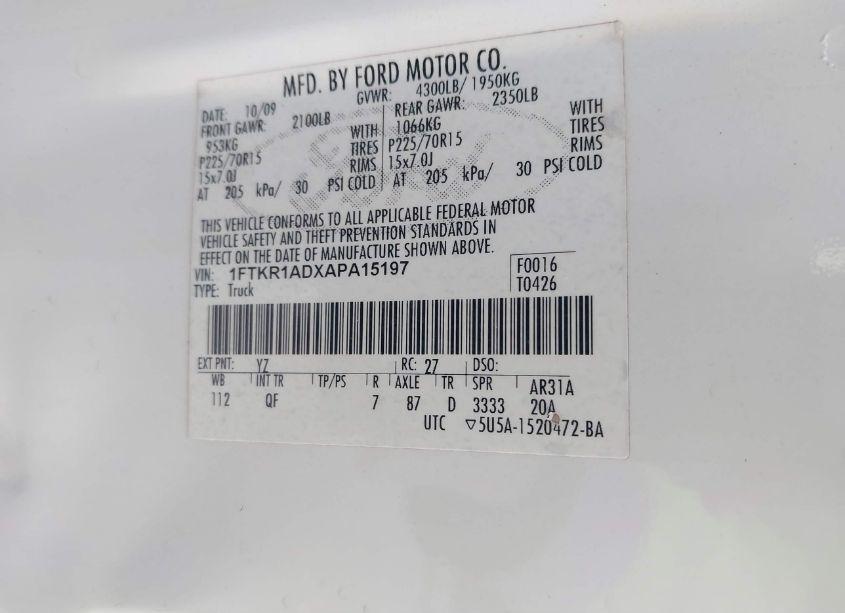 MFD. BY FORD MOTOR CO.
DATE: 10/09 GVWR: 4300LB/ 1950KG
FRONT GAWR: 2100LB REAR GAWR: 2350LB
953KG WITH 1066KG WITH
P225/70R15 TIRES P225/70R15 TIRES
15x7.0J RIMS 15x7.0J RIMS
AT 205 kPa/ 30 PSI COLD AT 205 kPa/ 30 PSI COLD
THIS VEHICLE CONFORMS TO ALL APPLICABLE FEDERAL MOTOR
VEHICLE SAFETY AND THEFT PREVENTION STANDARDS IN
EFFECT ON THE DATE OF MANUFACTURE SHOWN ABOVE.
VIN: 1FTKR1ADXAPA15197 F0016
TYPE: Truck T0426
EXT PNT: YZ RC: 27 DSO:
WB INT TR TP/PS R AXLE TR SPR AR31A
112 QF 7 87 D 3333 20A
UTC ▽5U5A-1520472-BA